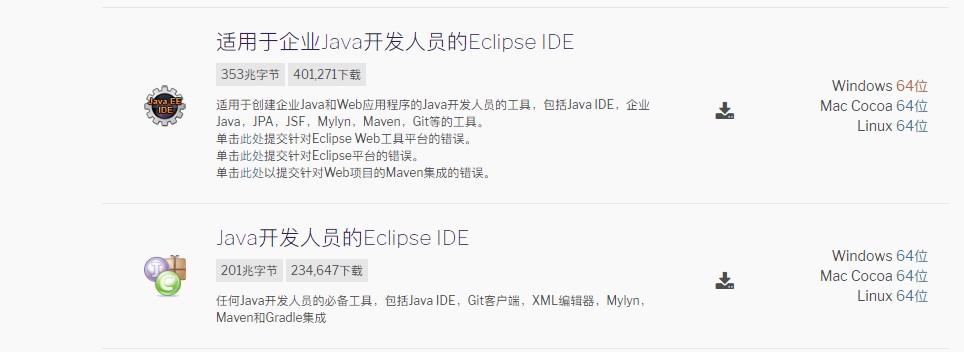 适用于企业Java开发人员的Eclipse IDE
353兆字节 401,271下载
Java EE
IDE
适用于创建企业Java和Web应用程序的Java开发人员的工具，包括Java IDE，企业
Java，JPA，JSF，Mylyn，Maven，Git等的工具。
单击此处提交针对Eclipse Web工具平台的错误。
单击此处提交针对Eclipse平台的错误。
单击此处以提交针对Web项目的Maven集成的错误。
Windows 64位
Mac Cocoa 64位
Linux 64位
Java开发人员的Eclipse IDE
201兆字节 234,647下载
J
C
任何Java开发人员的必备工具，包括Java IDE，Git客户端，XML编辑器，Mylyn，
Maven和Gradle集成
Windows 64位
Mac Cocoa 64位
Linux 64位